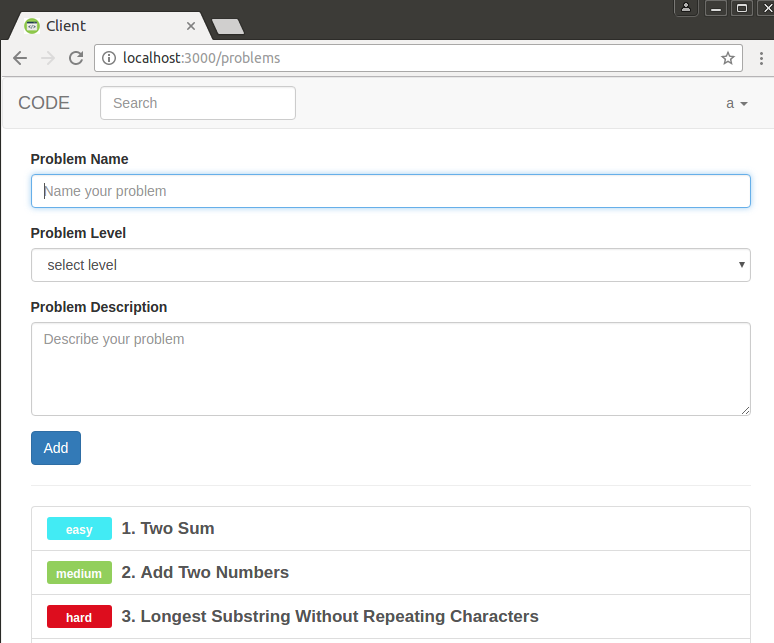 Client
localhost:3000/problems
CODE Search a
Problem Name
Name your problem
Problem Level
select level
Problem Description
Describe your problem
Add
easy 1. Two Sum
medium 2. Add Two Numbers
hard 3. Longest Substring Without Repeating Characters